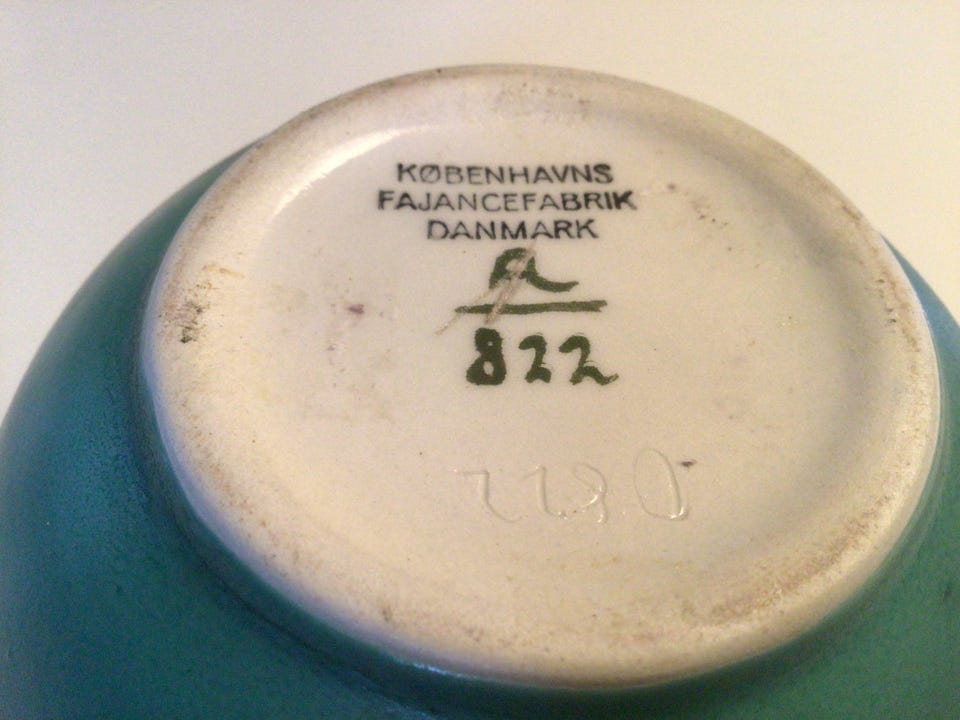 KØBENHAVNS
FAJANCEFABRIK
DANMARK
a
822